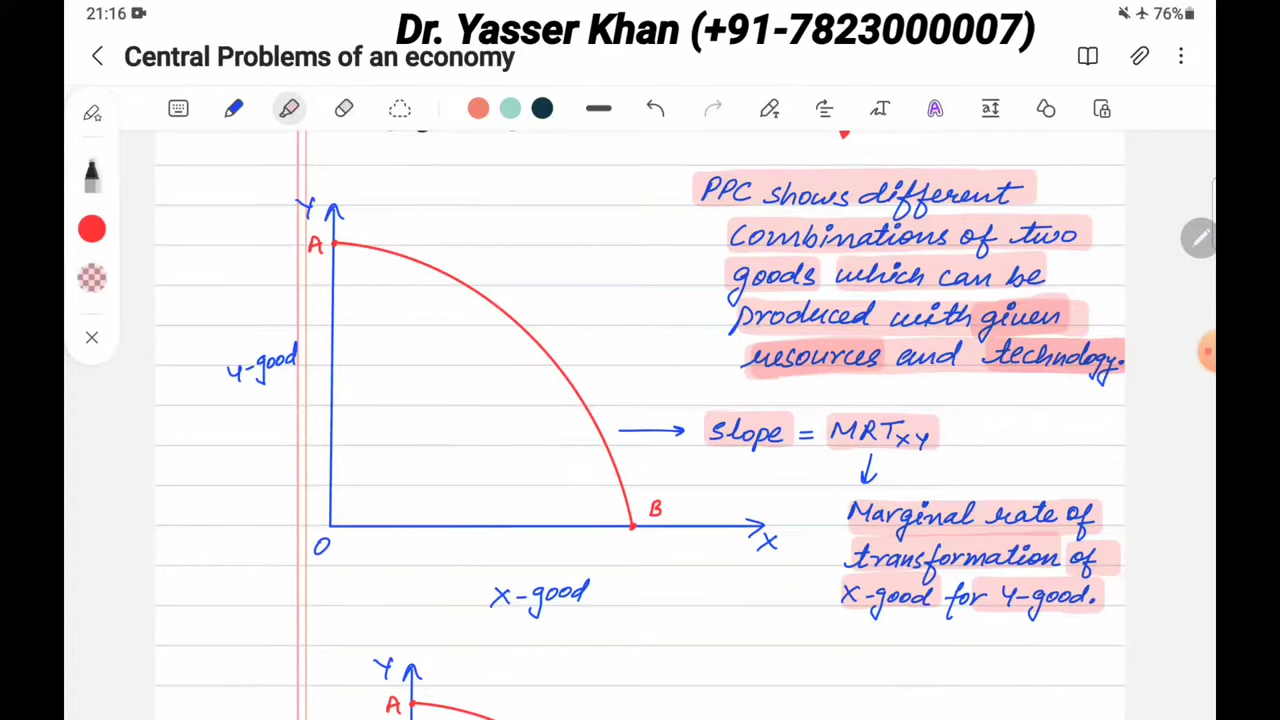 21:16
76%
Dr. Yasser Khan (+91-7823000007)
Central Problems of an economy
PPC shows different
combinations of two
goods which can be
produced with given
resources and technology.
Y
A
y-good
slope = MRTxy
B
Marginal rate of
transformation of
X-good for Y-good.
O
X
X-good
Y
A